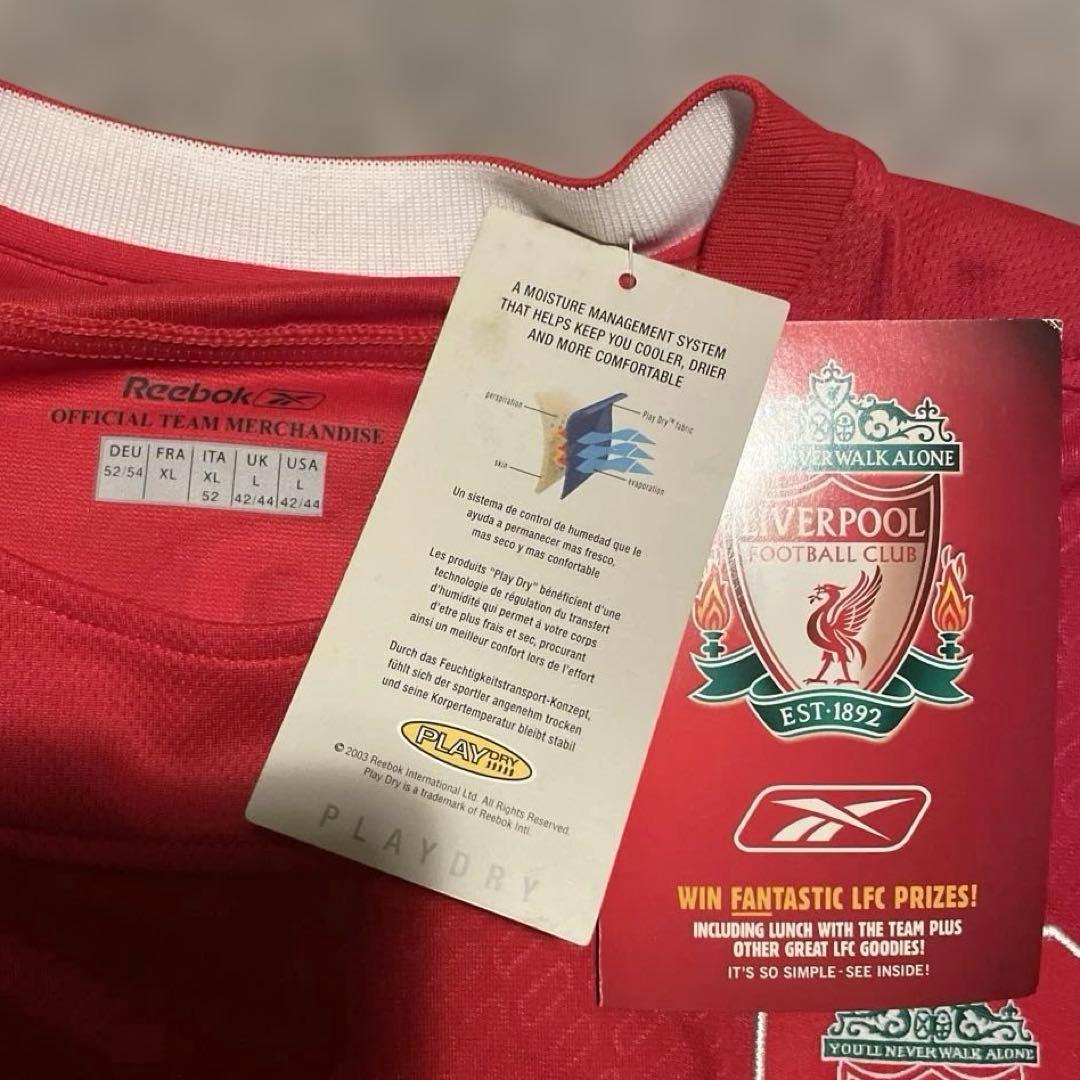 Reebok
OFFICIAL TEAM MERCHANDISE
DEU FRA ITA UK USA
52/54 XL XL L L
52 42/44 42/44
A MOISTURE MANAGEMENT SYSTEM
THAT HELPS KEEP YOU COOLER, DRIER
AND MORE COMFORTABLE
perspiration
Play Dry™ fabric
skin
evaporation
Un sistema de control de humedad que le
ayuda a permanecer mas fresco,
mas seco y mas confortable
Les produits "Play Dry" bénéficient d'une
technologie de régulation du transfert
d'humidité qui permet á votre corps
d'etre plus frais et sec, procurant
ainsi un meilleur confort lors de l'effort
Durch das Feuchtigkeitstransport-Konzept,
fühlt sich der sportler angenehm trocken
und seine Korpertemperatur bleibt stabil
PLAYDRY
© 2003 Reebok International Ltd. All Rights Reserved.
Play Dry is a trademark of Reebok Intl.
PLAYDRY
WALK ALONE
LIVERPOOL
FOOTBALL CLUB
EST·1892
WIN FANTASTIC LFC PRIZES!
INCLUDING LUNCH WITH THE TEAM PLUS
OTHER GREAT LFC GOODIES!
IT'S SO SIMPLE - SEE INSIDE!
YOU'LL NEVER WALK ALONE